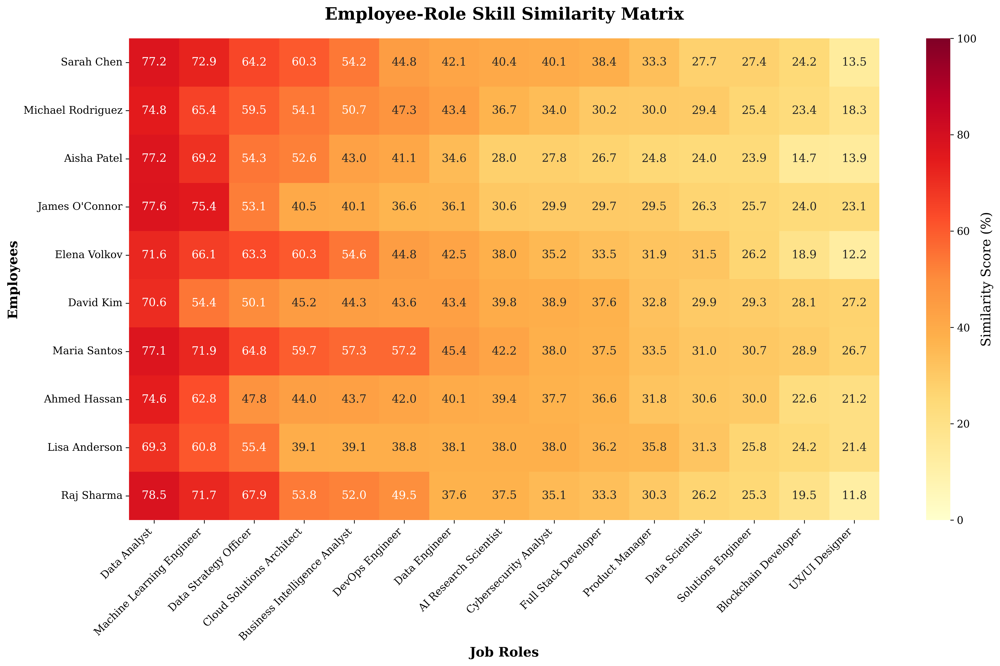 Employee-Role Skill Similarity Matrix
Employees
Sarah Chen 77.2 72.9 64.2 60.3 54.2 44.8 42.1 40.4 40.1 38.4 33.3 27.7 27.4 24.2 13.5
Michael Rodriguez 74.8 65.4 59.5 54.1 50.7 47.3 43.4 36.7 34.0 30.2 30.0 29.4 25.4 23.4 18.3
Aisha Patel 77.2 69.2 54.3 52.6 43.0 41.1 34.6 28.0 27.8 26.7 24.8 24.0 23.9 14.7 13.9
James O'Connor 77.6 75.4 53.1 40.5 40.1 36.6 36.1 30.6 29.9 29.7 29.5 26.3 25.7 24.0 23.1
Elena Volkov 71.6 66.1 63.3 60.3 54.6 44.8 42.5 38.0 35.2 33.5 31.9 31.5 26.2 18.9 12.2
David Kim 70.6 54.4 50.1 45.2 44.3 43.6 43.4 39.8 38.9 37.6 32.8 29.9 29.3 28.1 27.2
Maria Santos 77.1 71.9 64.8 59.7 57.3 57.2 45.4 42.2 38.0 37.5 33.5 31.0 30.7 28.9 26.7
Ahmed Hassan 74.6 62.8 47.8 44.0 43.7 42.0 40.1 39.4 37.7 36.6 31.8 30.6 30.0 22.6 21.2
Lisa Anderson 69.3 60.8 55.4 39.1 39.1 38.8 38.1 38.0 38.0 36.2 35.8 31.3 25.8 24.2 21.4
Raj Sharma 78.5 71.7 67.9 53.8 52.0 49.5 37.6 37.5 35.1 33.3 30.3 26.2 25.3 19.5 11.8
Data Analyst
Machine Learning Engineer
Data Strategy Officer
Cloud Solutions Architect
Business Intelligence Analyst
DevOps Engineer
Data Engineer
AI Research Scientist
Cybersecurity Analyst
Full Stack Developer
Product Manager
Data Scientist
Solutions Engineer
Blockchain Developer
UX/UI Designer
Job Roles
100
80
60
40
20
0
Similarity Score (%)